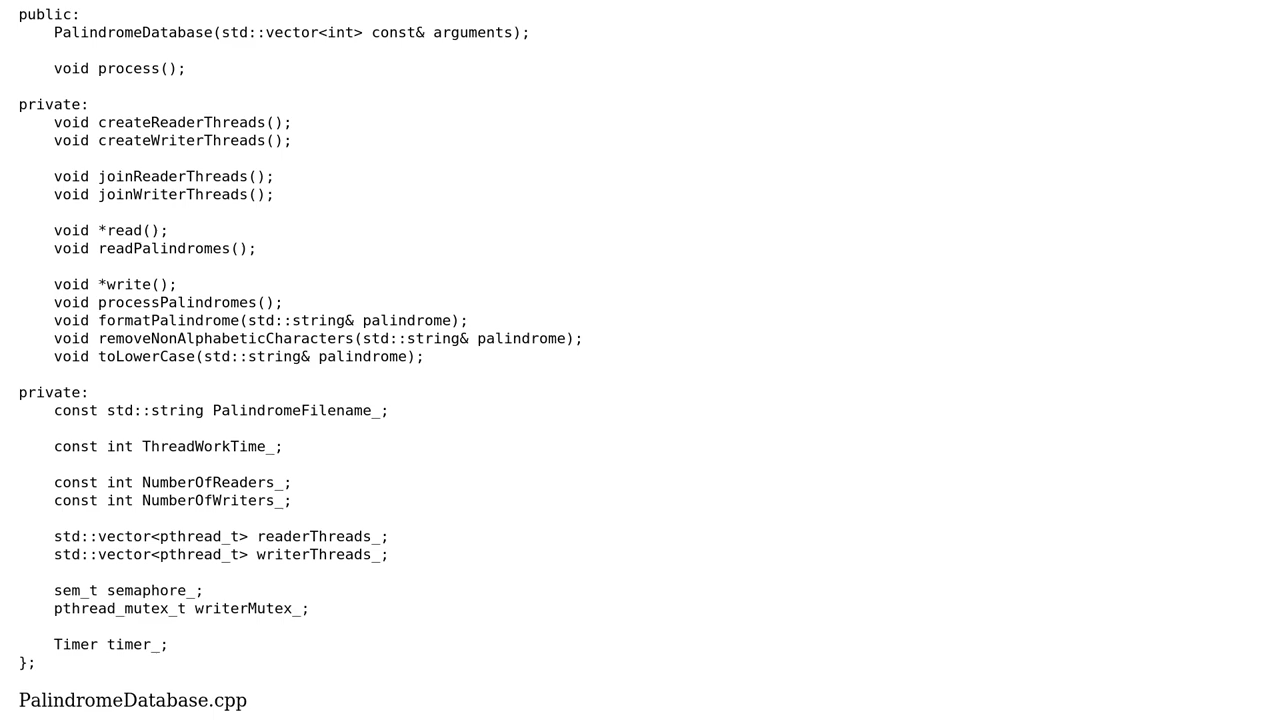 public:
    PalindromeDatabase(std::vector<int> const& arguments);

    void process();

private:
    void createReaderThreads();
    void createWriterThreads();

    void joinReaderThreads();
    void joinWriterThreads();

    void *read();
    void readPalindromes();

    void *write();
    void processPalindromes();
    void formatPalindrome(std::string& palindrome);
    void removeNonAlphabeticCharacters(std::string& palindrome);
    void toLowerCase(std::string& palindrome);

private:
    const std::string PalindromeFilename_;

    const int ThreadWorkTime_;

    const int NumberOfReaders_;
    const int NumberOfWriters_;

    std::vector<pthread_t> readerThreads_;
    std::vector<pthread_t> writerThreads_;

    sem_t semaphore_;
    pthread_mutex_t writerMutex_;

    Timer timer_;
};

PalindromeDatabase.cpp